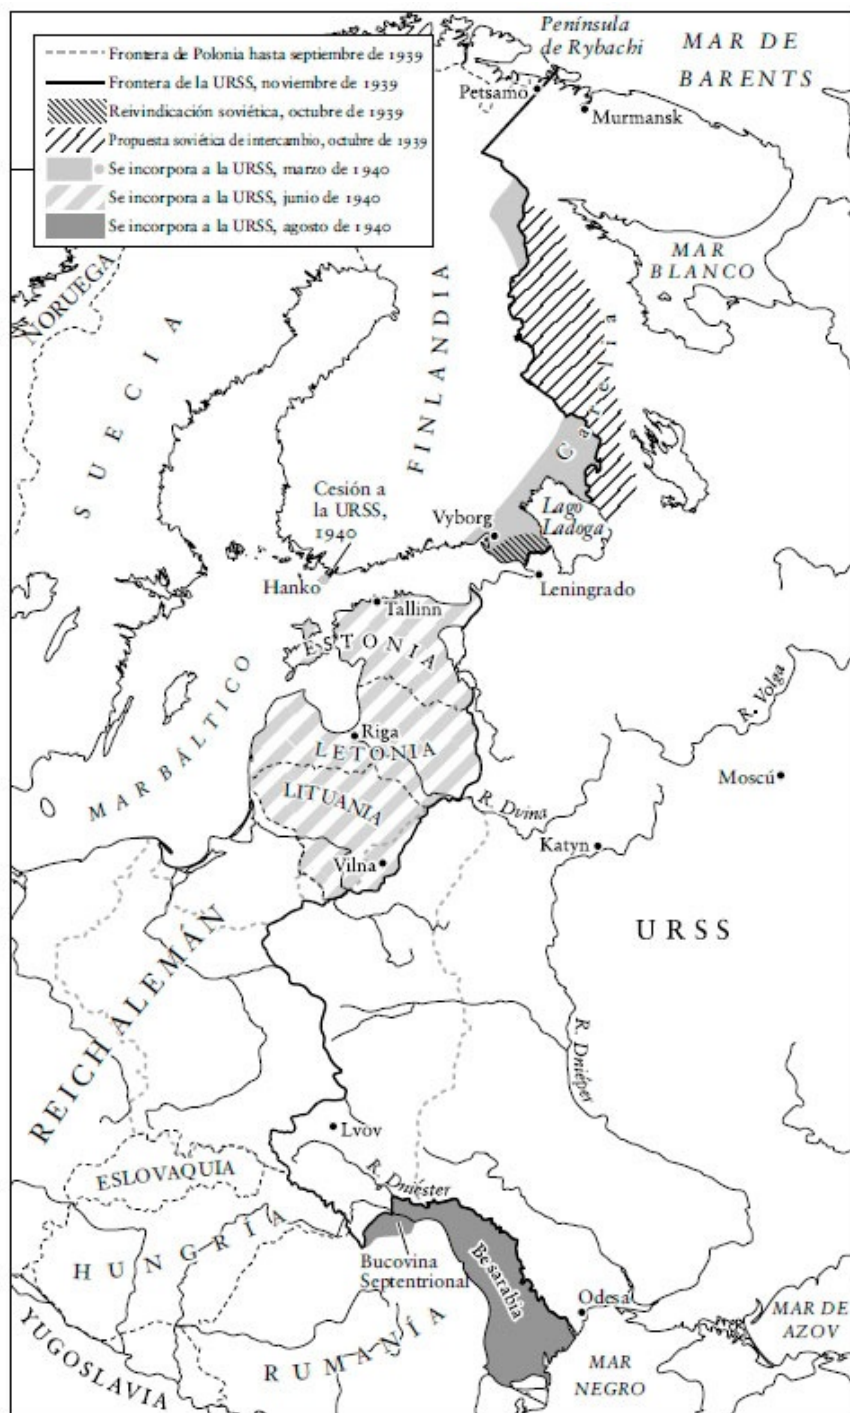 Península
de Rybachi
MAR DE
BARENTS
Frontera de Polonia hasta septiembre de 1939
Frontera de la URSS, noviembre de 1939
Reivindicación soviética, octubre de 1939
Propuesta soviética de intercambio, octubre de 1939
Se incorpora a la URSS, marzo de 1940
Se incorpora a la URSS, junio de 1940
Se incorpora a la URSS, agosto de 1940
Petsamo
Murmansk
MAR
BLANCO
NORUEGA
SUECIA
FINLANDIA
Carelia
Cesión a
la URSS,
1940
Vyborg
Lago
Ladoga
Hanko
Leningrado
Tallinn
ESTONIA
MAR BÁLTICO
Riga
LETONIA
R. Volga
Moscú
LITUANIA
R. Dvina
Katyn
Vilna
URSS
REICH ALEMÁN
R. Dniéper
Lvov
ESLOVAQUIA
R. Dniéster
HUNGRÍA
Bucovina
Septentrional
Besarabia
Odesa
MAR DE
AZOV
YUGOSLAVIA
RUMANÍA
MAR
NEGRO